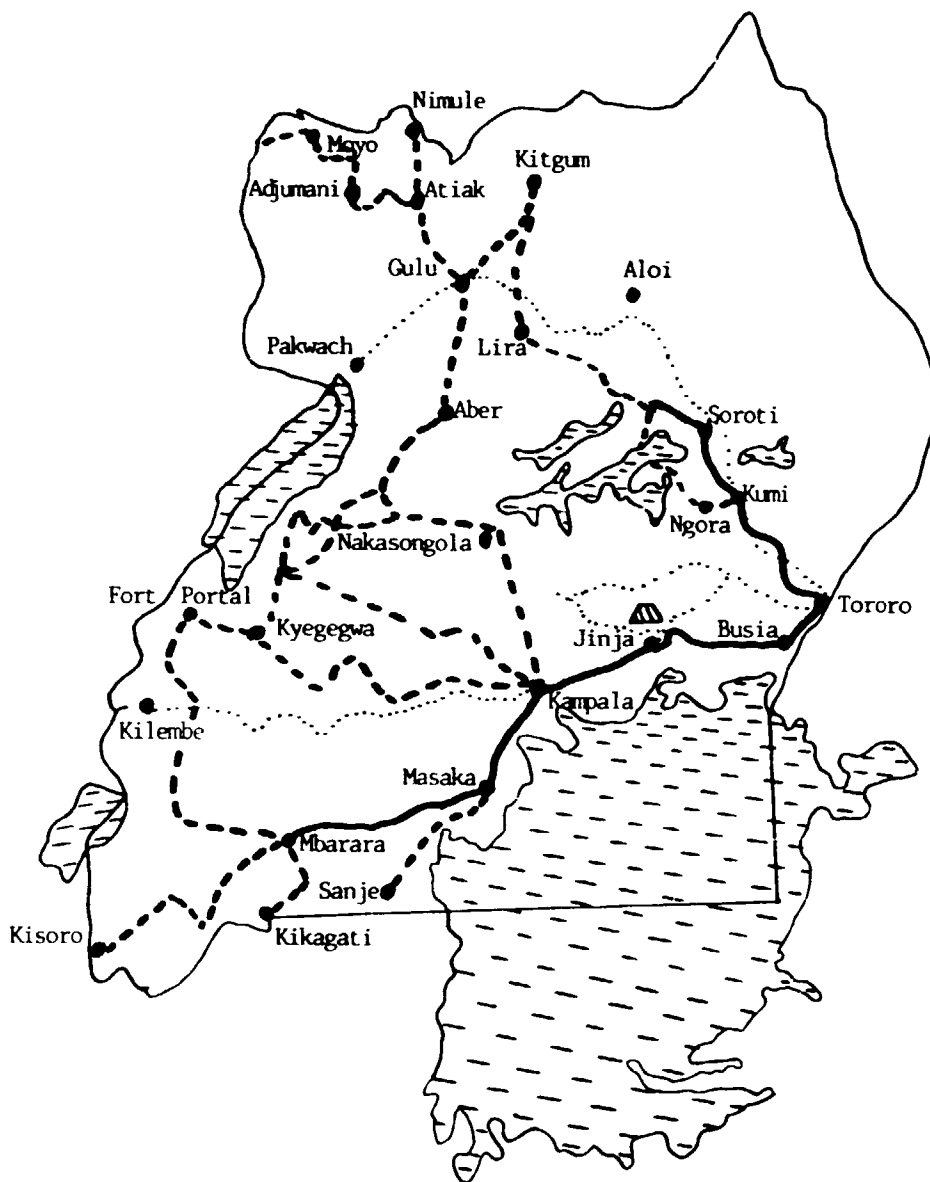 Nimule
Moyo
Kitgum
Adjumani
Atiak
Gulu
Aloi
Pakwach
Lira
Aber
Soroti
Kumi
Ngora
Nakasongola
Fort Portal
Tororo
Kyegegwa
Jinja
Busia
Kampala
Kilembe
Masaka
Mbarara
Sanje
Kisoro
Kikagati